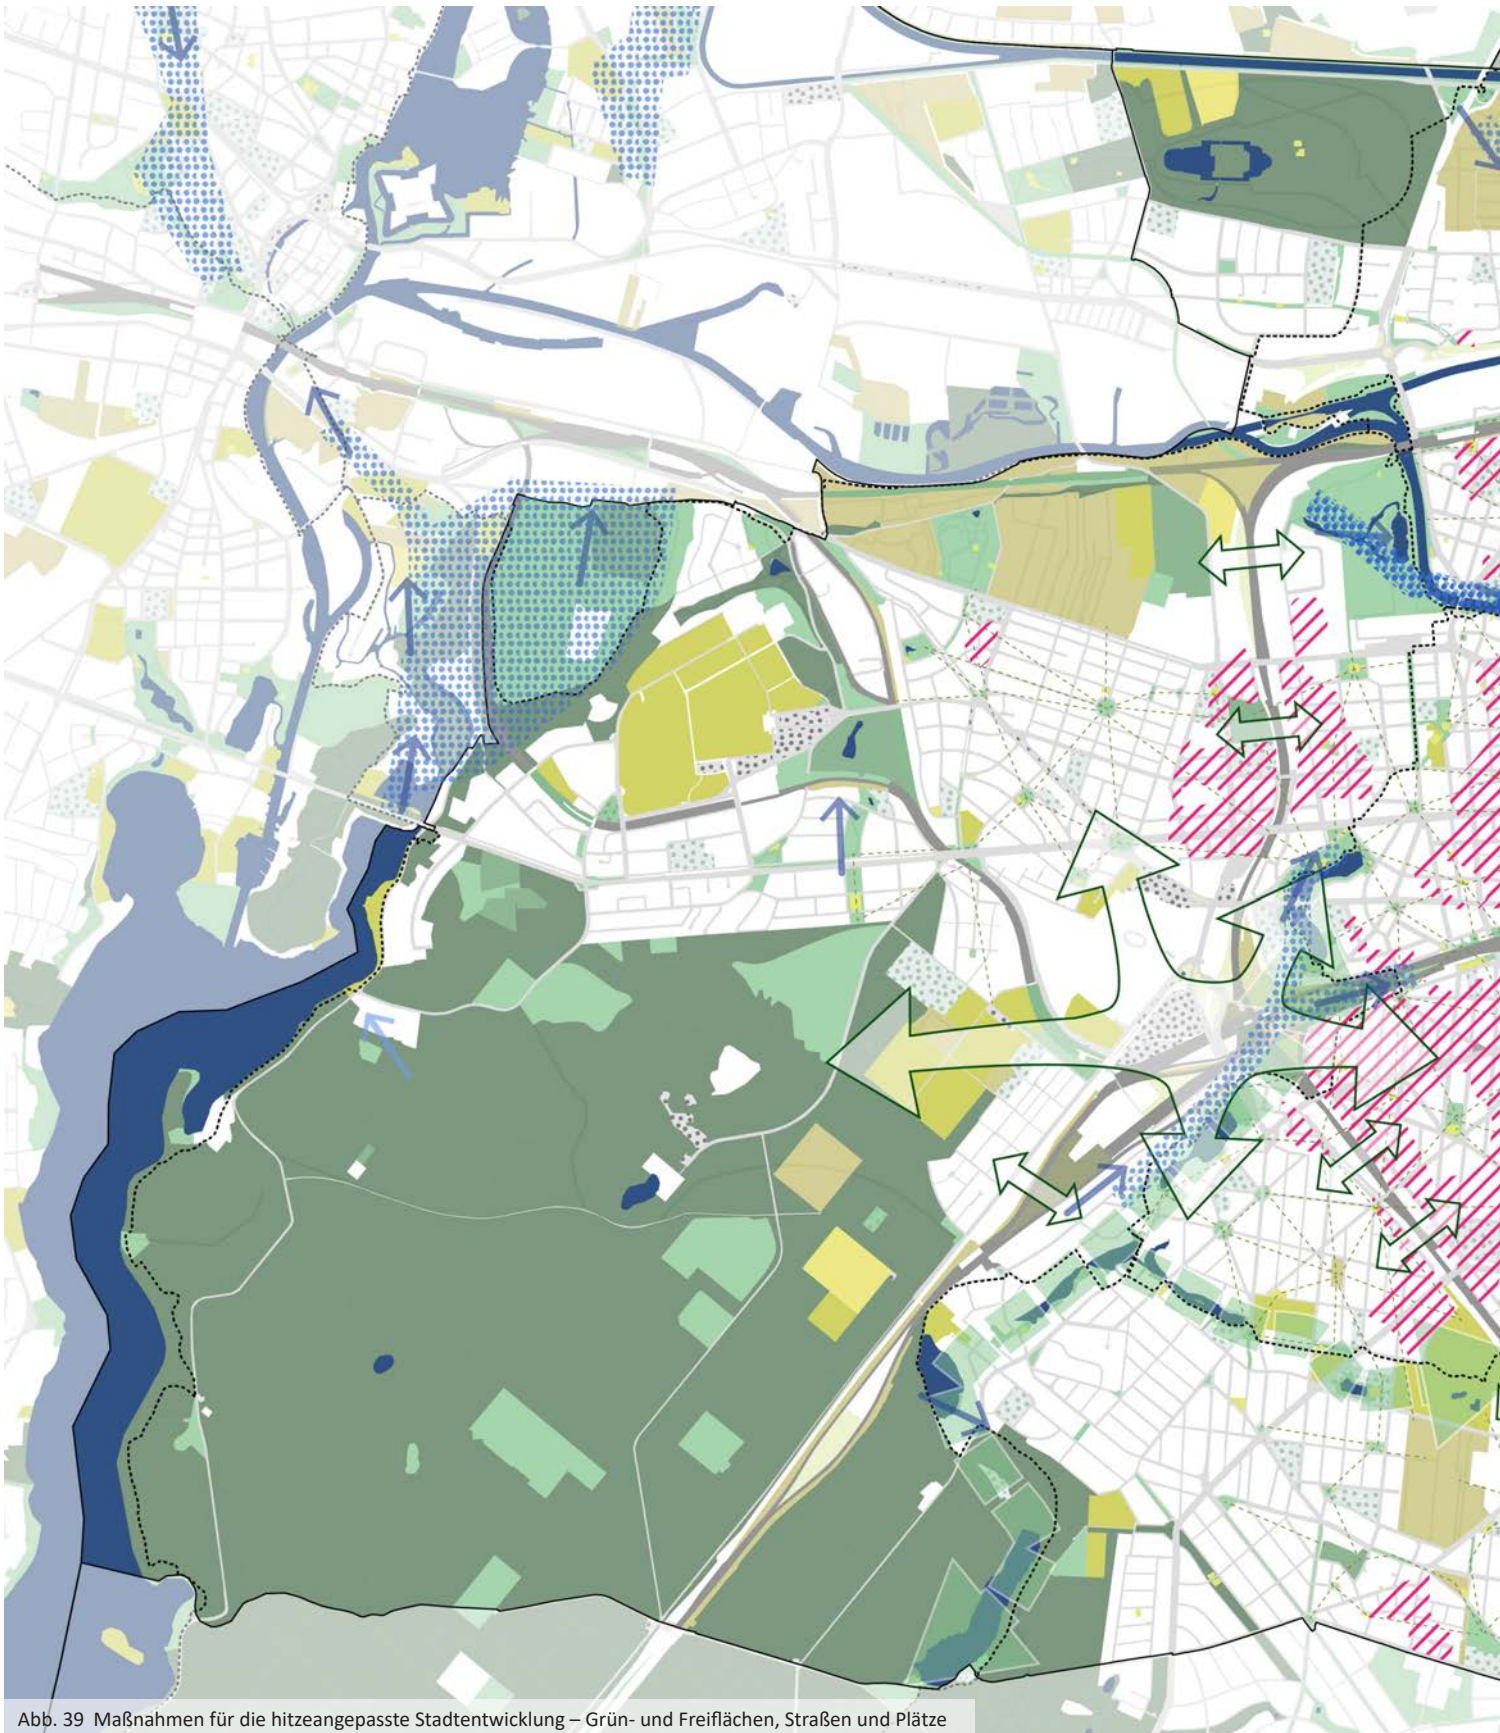 Abb. 39 Maßnahmen für die hitzeangepasste Stadtentwicklung – Grün- und Freiflächen, Straßen und Plätze